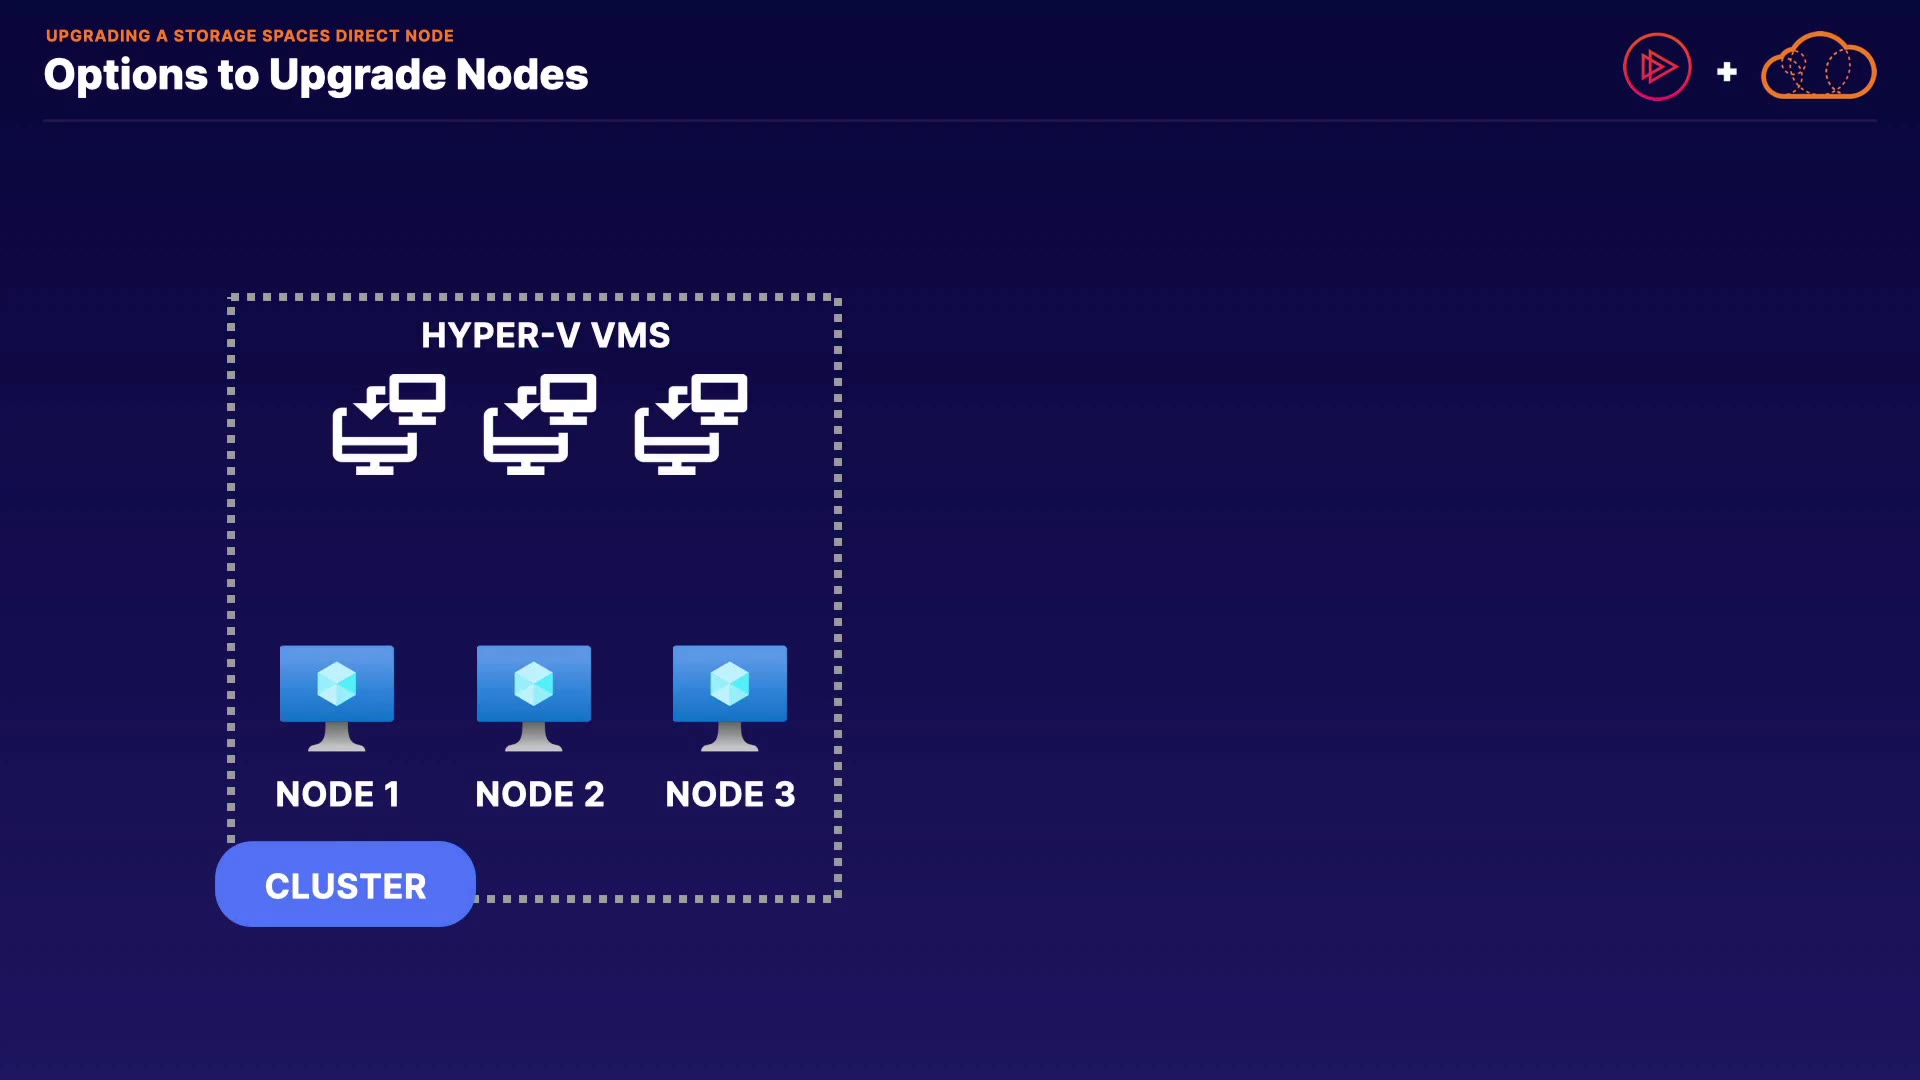 UPGRADING A STORAGE SPACES DIRECT NODE
Options to Upgrade Nodes
HYPER-V VMS
NODE 1
NODE 2
NODE 3
CLUSTER